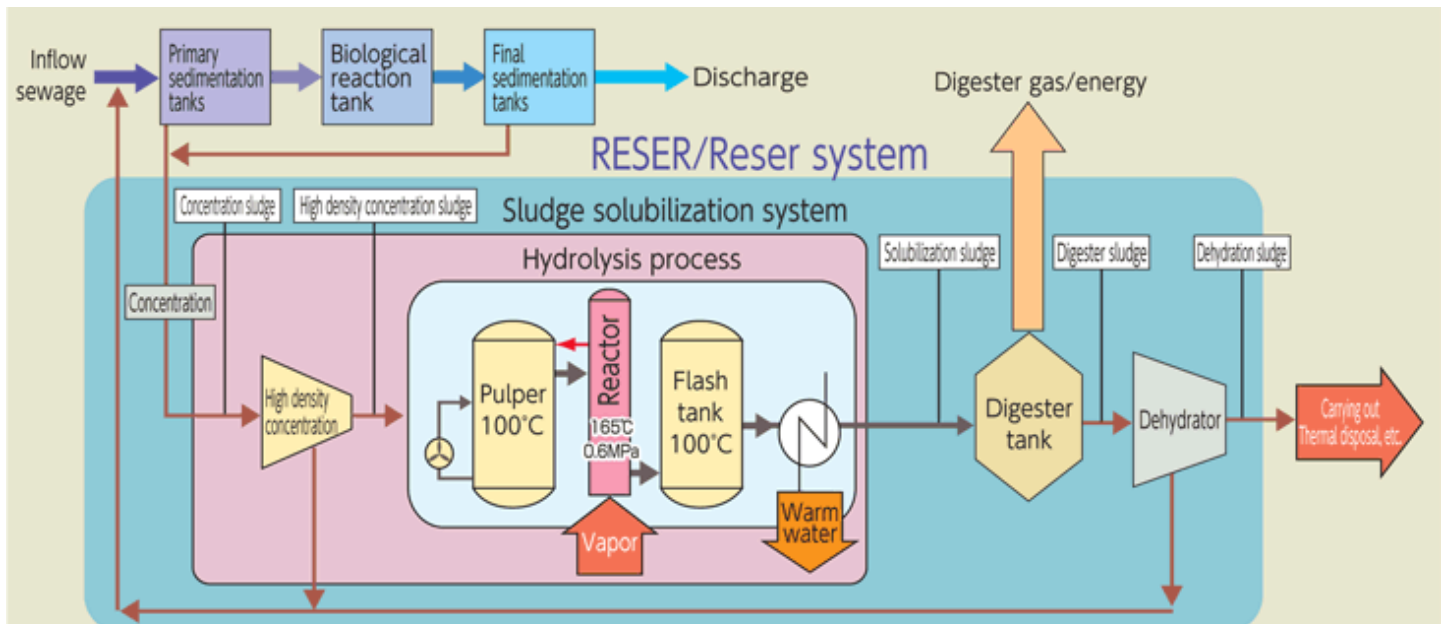 Inflow
sewage
Primary
sedimentation
tanks
Biological
reaction
tank
Final
sedimentation
tanks
Discharge
Digester gas/energy
RESER/Reser system
Concentration sludge
High density concentration sludge
Sludge solubilization system
Solubilization sludge
Digester sludge
Dehydration sludge
Hydrolysis process
Concentration
High density
concentration
Pulper
100°C
Reactor
165℃
0.6MPa
Flash
tank
100°C
Digester
tank
Dehydrator
Carrying out
Thermal disposal, etc.
Vapor
Warm
water